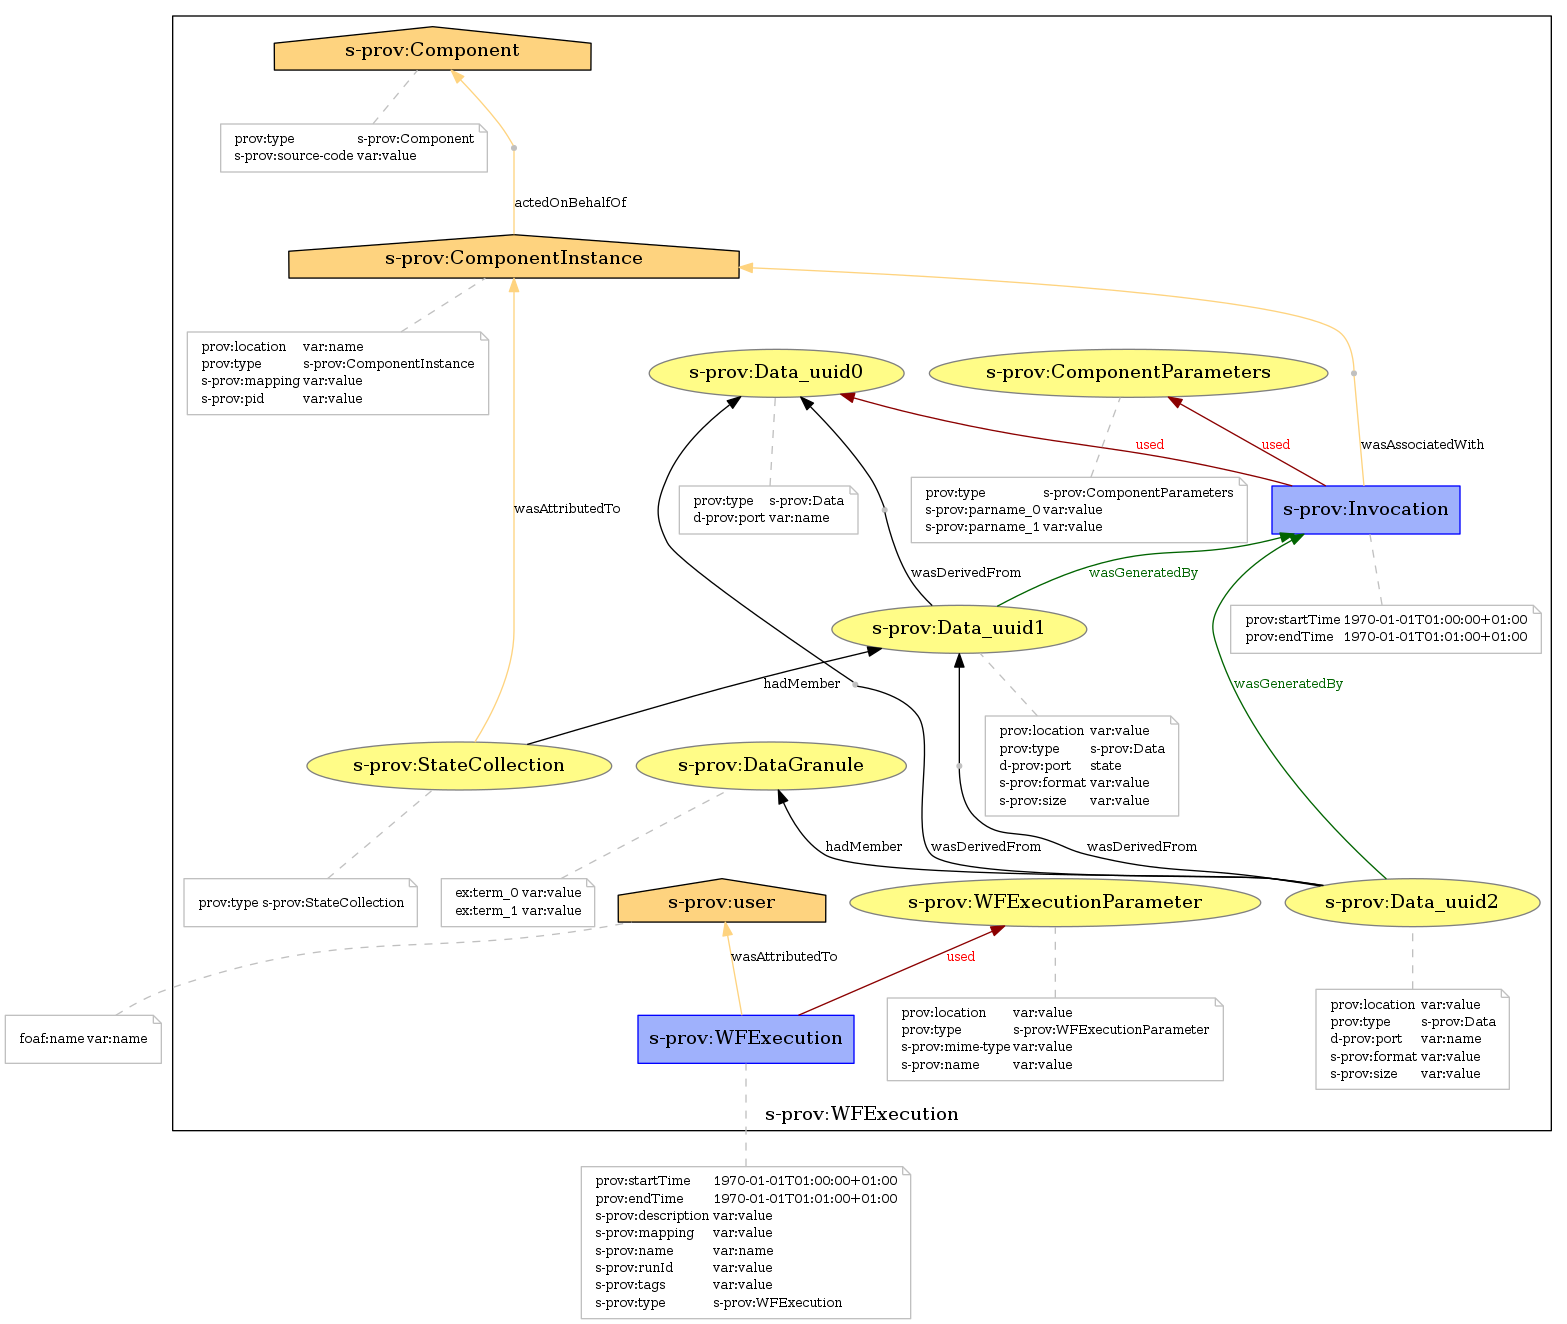 s-prov:Component
prov:type s-prov:Component
s-prov:source-code var:value
actedOnBehalfOf
s-prov:ComponentInstance
prov:location var:name
prov:type s-prov:ComponentInstance
s-prov:mapping var:value
s-prov:pid var:value
s-prov:Data_uuid0
s-prov:ComponentParameters
used
used
wasAssociatedWith
prov:type s-prov:Data
d-prov:port var:name
prov:type s-prov:ComponentParameters
s-prov:parname_0 var:value
s-prov:parname_1 var:value
s-prov:Invocation
wasAttributedTo
wasDerivedFrom
wasGeneratedBy
prov:startTime 1970-01-01T01:00:00+01:00
prov:endTime 1970-01-01T01:01:00+01:00
s-prov:Data_uuid1
hadMember
wasGeneratedBy
prov:location var:value
prov:type s-prov:Data
d-prov:port state
s-prov:format var:value
s-prov:size var:value
s-prov:StateCollection
s-prov:DataGranule
hadMember
wasDerivedFrom
wasDerivedFrom
prov:type s-prov:StateCollection
ex:term_0 var:value
ex:term_1 var:value
s-prov:user
s-prov:WFExecutionParameter
s-prov:Data_uuid2
wasAttributedTo
used
foaf:name var:name
s-prov:WFExecution
prov:location var:value
prov:type s-prov:WFExecutionParameter
s-prov:mime-type var:value
s-prov:name var:value
prov:location var:value
prov:type s-prov:Data
d-prov:port var:name
s-prov:format var:value
s-prov:size var:value
s-prov:WFExecution
prov:startTime 1970-01-01T01:00:00+01:00
prov:endTime 1970-01-01T01:01:00+01:00
s-prov:description var:value
s-prov:mapping var:value
s-prov:name var:name
s-prov:runId var:value
s-prov:tags var:value
s-prov:type s-prov:WFExecution